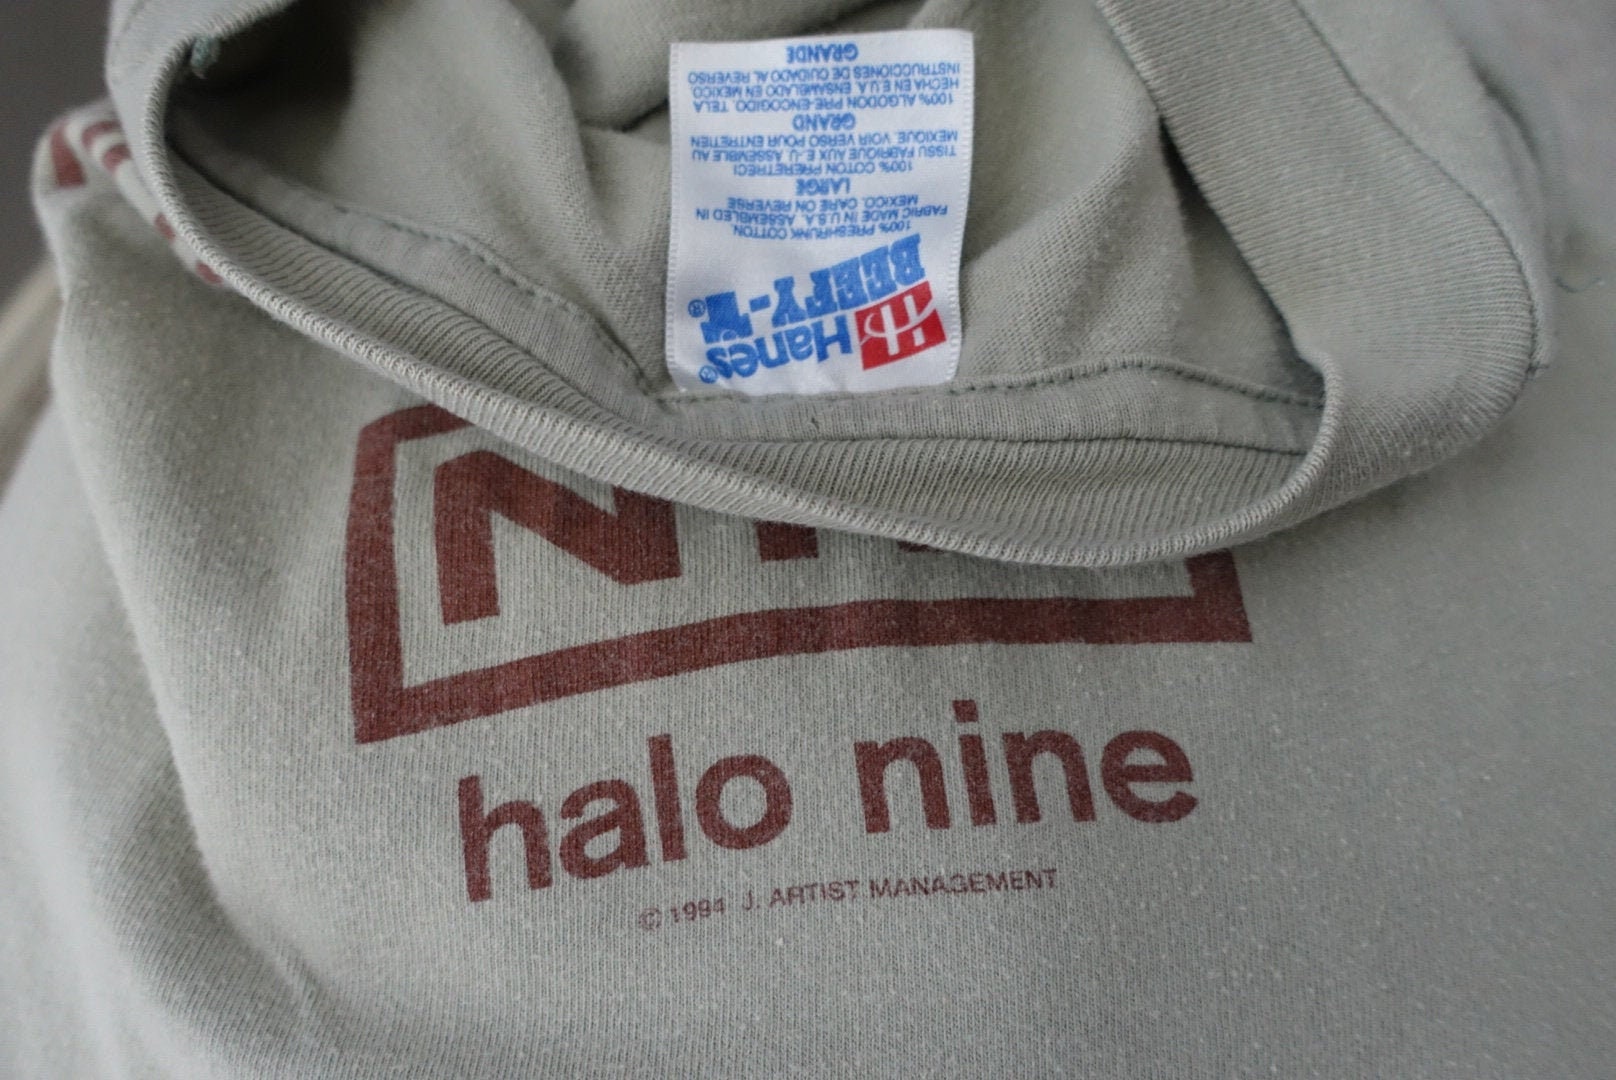 Hanes®
BEEFY-T®
100% PRESHRUNK COTTON
FABRIC MADE IN U.S.A. ASSEMBLED IN
MEXICO. CARE ON REVERSE
LARGE
100% COTON PRERETRECI
TISSU FABRIQUE AUX E.-U. ASSEMBLE AU
MEXIQUE. VOIR VERSO POUR ENTRETIEN
GRAND
100% ALGODON PRE-ENCOGIDO. TELA
HECHA EN E.U.A. ENSAMBLADO EN MEXICO.
INSTRUCCIONES DE CUIDADO AL REVERSO
GRANDE
halo nine
© 1994 J. ARTIST MANAGEMENT